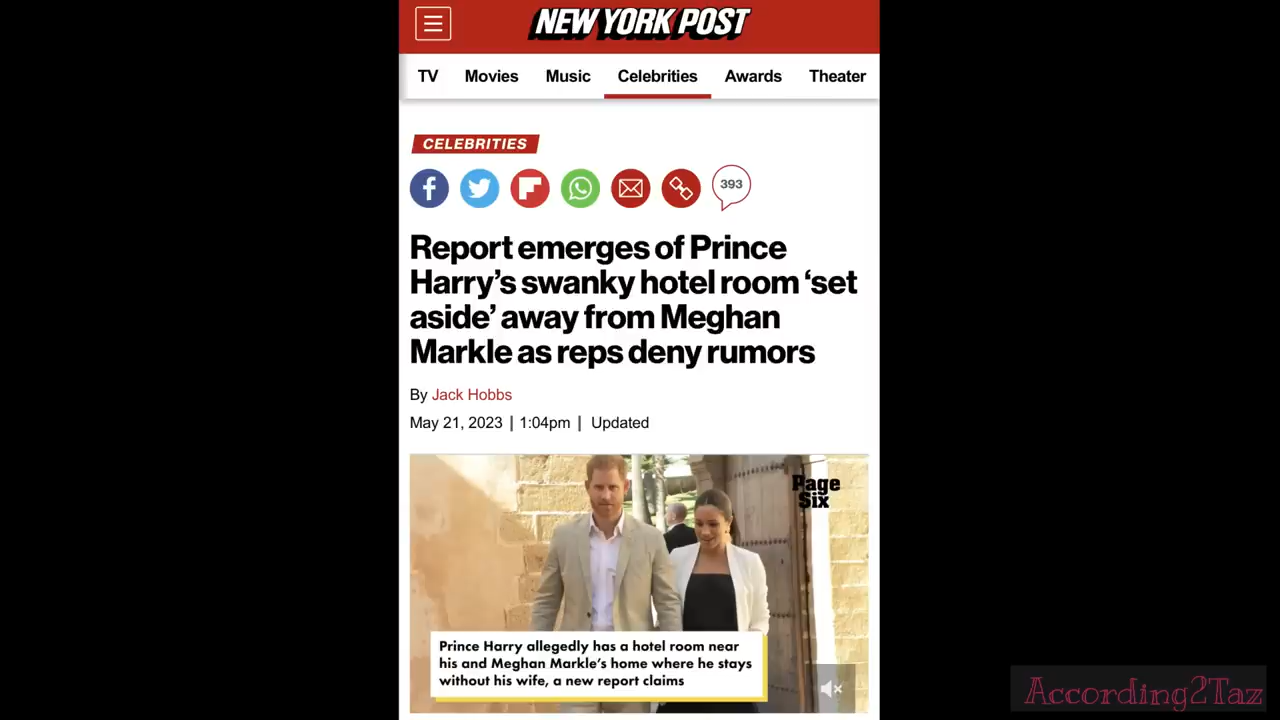 NEW YORK POST
TV Movies Music Celebrities Awards Theater
CELEBRITIES
393
Report emerges of Prince
Harry’s swanky hotel room ‘set
aside’ away from Meghan
Markle as reps deny rumors
By Jack Hobbs
May 21, 2023 | 1:04pm | Updated
Page
Six
Prince Harry allegedly has a hotel room near
his and Meghan Markle’s home where he stays
without his wife, a new report claims
According2Taz